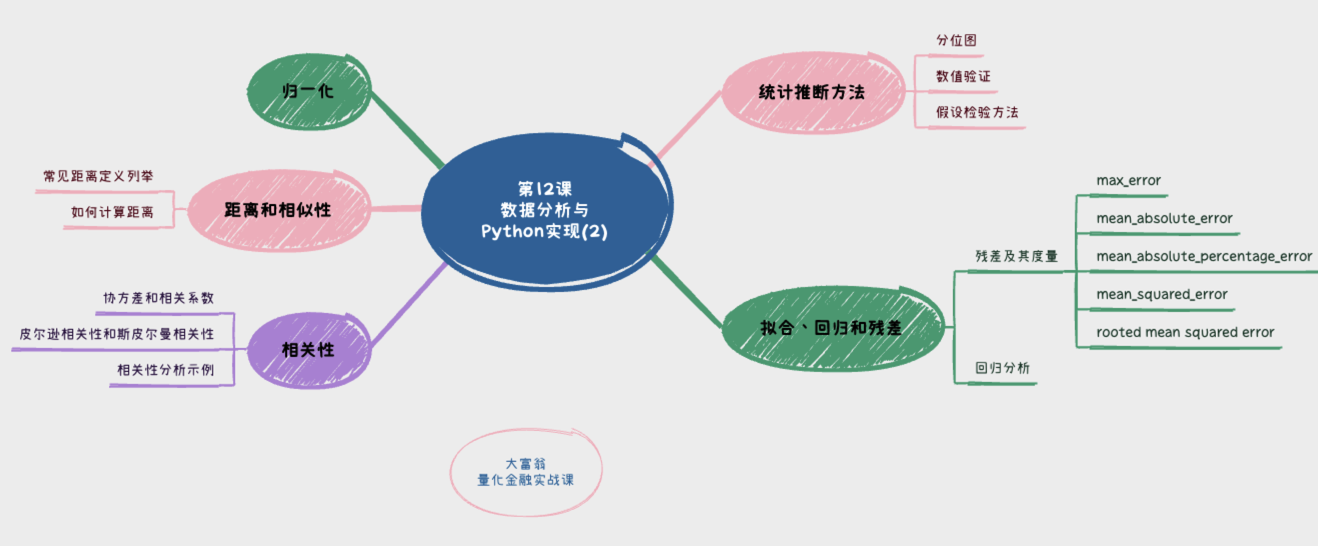 第12课
数据分析与
Python实现(2)
统计推断方法
分位图
数值验证
假设检验方法
拟合、回归和残差
残差及其度量
max_error
mean_absolute_error
mean_absolute_percentage_error
mean_squared_error
rooted mean squared error
回归分析
归一化
距离和相似性
常见距离定义列举
如何计算距离
相关性
协方差和相关系数
皮尔逊相关性和斯皮尔曼相关性
相关性分析示例
大富翁
量化金融实战课